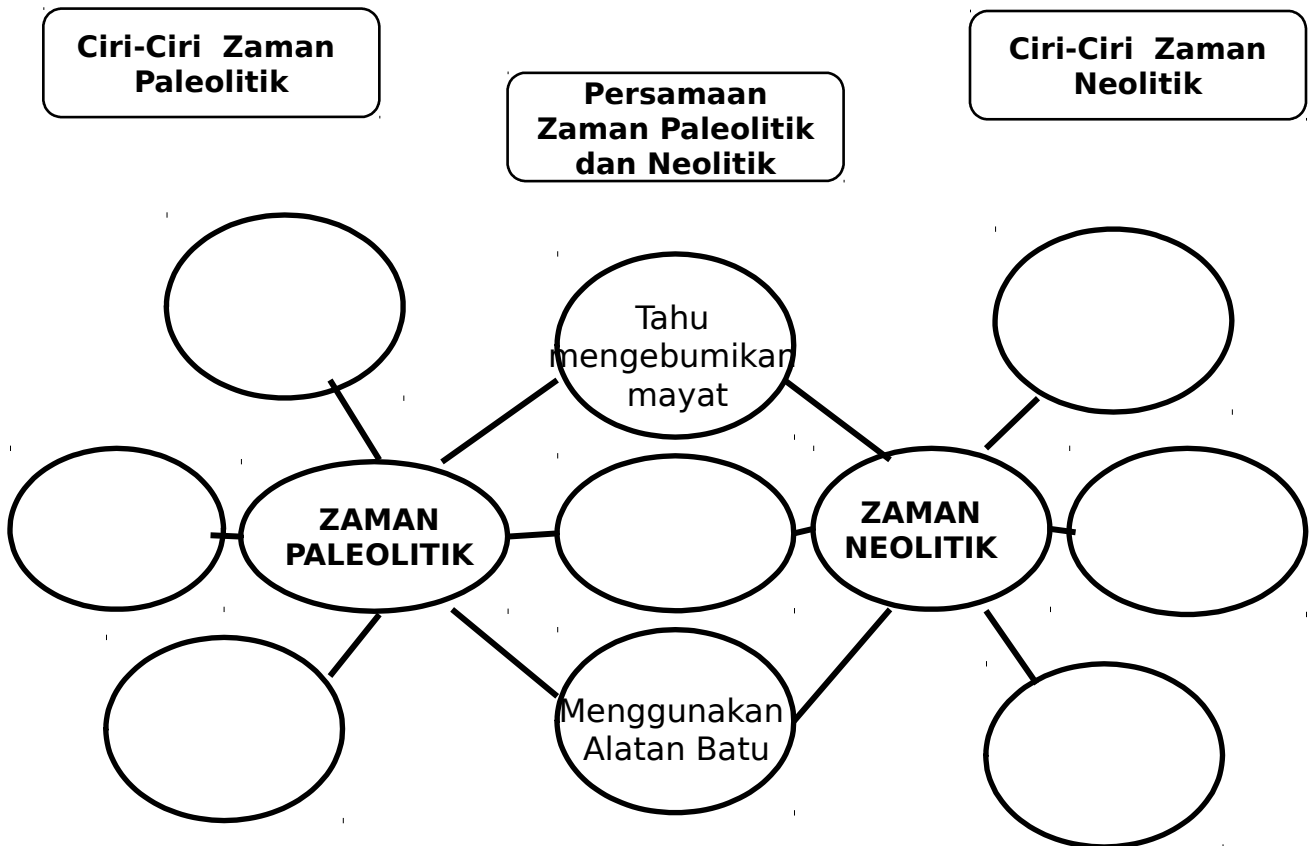 Ciri-Ciri Zaman
Paleolitik
Persamaan
Zaman Paleolitik
dan Neolitik
Ciri-Ciri Zaman
Neolitik
Tahu
mengebumikan
mayat
ZAMAN
PALEOLITIK
ZAMAN
NEOLITIK
Menggunakan
Alatan Batu